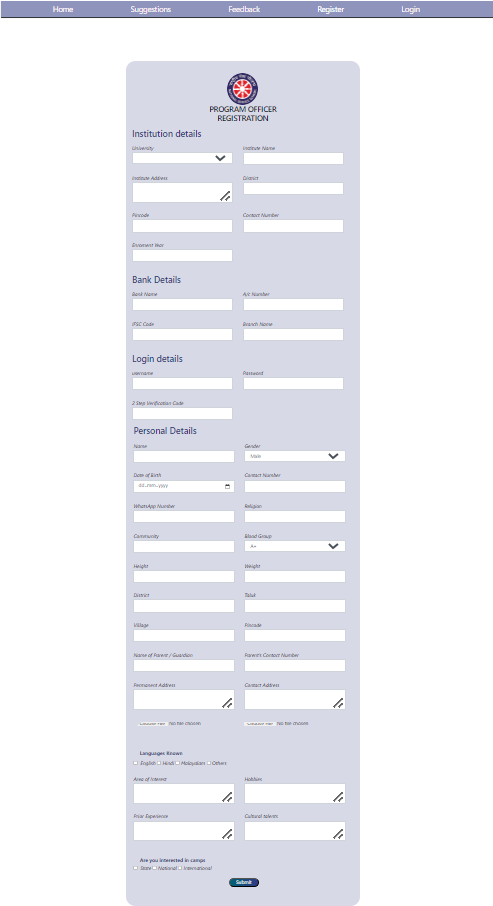 Home Suggestions Feedback Register Login
PROGRAM OFFICER
REGISTRATION
Institution details
University Institute Name
Institute Address District
Pincode Contact Number
Enroment Year
Bank Details
Bank Name A/c Number
IFSC Code Branch Name
Login details
username Password
2 Step Verification Code
Personal Details
Name Gender
Male
Date of Birth Contact Number
dd-mm-yyyy
WhatsApp Number Religion
Community Blood Group
A+
Height Weight
District Taluk
Village Pincode
Name of Parent / Guardian Parent's Contact Number
Permanent Address Contact Address
No file chosen No file chosen
Languages Known
English Hindi Malayalam Others
Area of Interest Hobbies
Prior Experience Cultural talents
Are you interested in camps
State National International
Submit